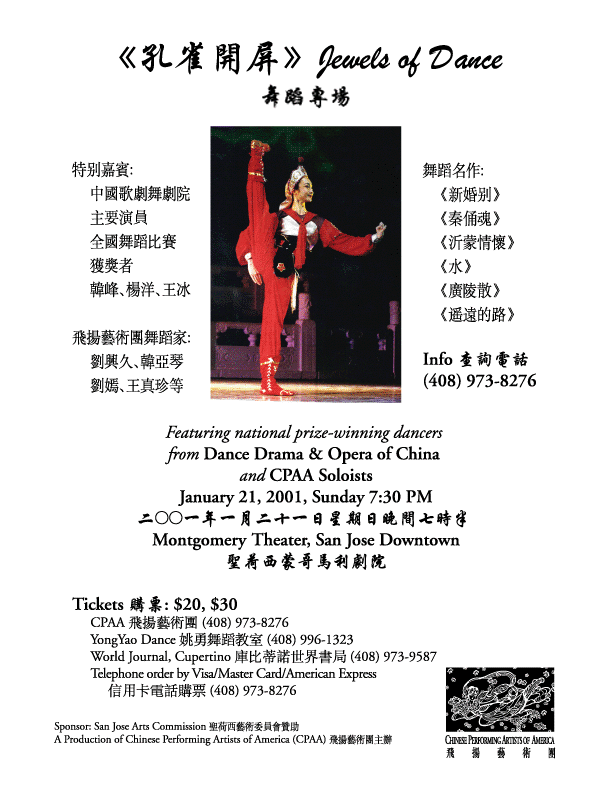 《孔雀開屏》Jewels of Dance
舞蹈專場
特别嘉賓:
中國歌劇舞劇院
主要演員
全國舞蹈比賽
獲獎者
韓峰、楊洋、王冰
飛揚藝術團舞蹈家:
劉興久、韓亞琴
劉嫣、王真珍等
舞蹈名作:
《新婚别》
《秦俑魂》
《沂蒙情懷》
《水》
《廣陵散》
《遥遠的路》
Info 查詢電話
(408) 973-8276
Featuring national prize-winning dancers
from Dance Drama & Opera of China
and CPAA Soloists
January 21, 2001, Sunday 7:30 PM
二〇〇一年一月二十一日星期日晚間七時半
Montgomery Theater, San Jose Downtown
聖荷西蒙哥馬利劇院
Tickets 購票: $20, $30
CPAA 飛揚藝術團 (408) 973-8276
YongYao Dance 姚勇舞蹈教室 (408) 996-1323
World Journal, Cupertino 庫比蒂諾世界書局 (408) 973-9587
Telephone order by Visa/Master Card/American Express
信用卡電話購票 (408) 973-8276
Sponsor: San Jose Arts Commission 聖荷西藝術委員會贊助
A Production of Chinese Performing Artists of America (CPAA) 飛揚藝術團主辦
CHINESE PERFORMING ARTISTS OF AMERICA
飛揚藝術團